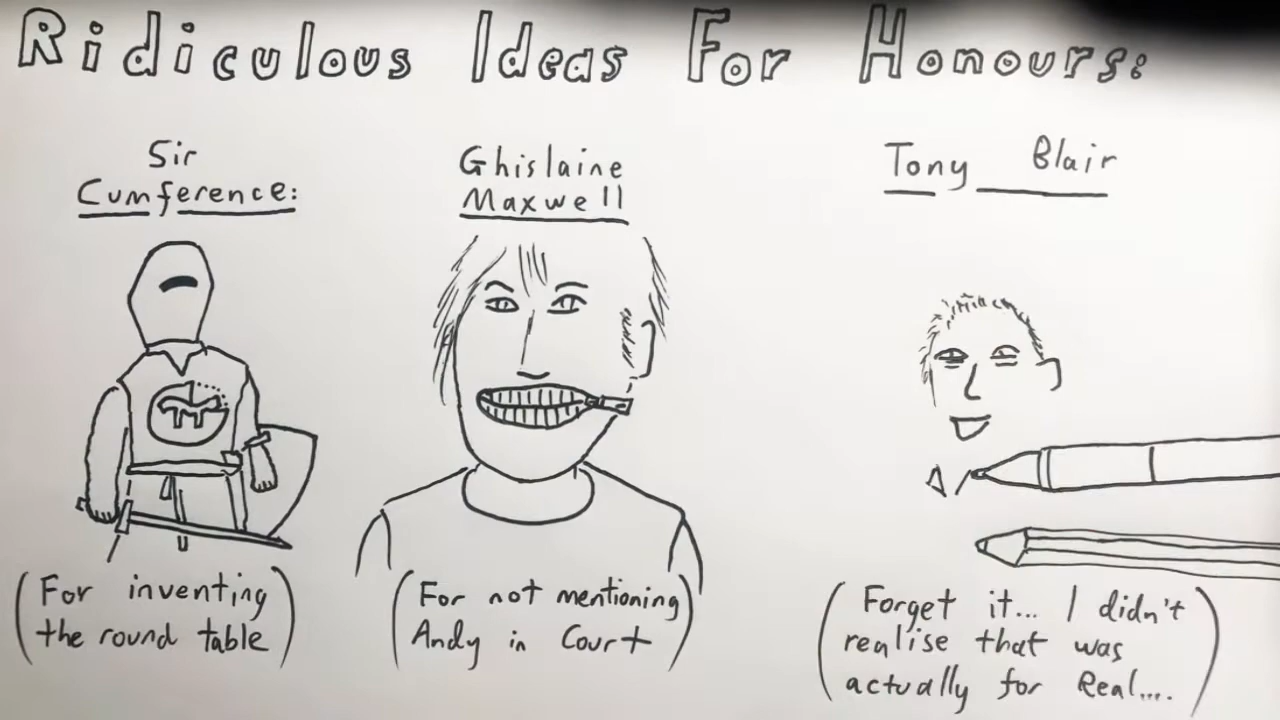 Ridiculous Ideas For Honours:
Sir
Cumference:
(For inventing
the round table)
Ghislaine
Maxwell
(For not mentioning
Andy in Court)
Tony Blair
(Forget it... I didn't
realise that was
actually for Real....)